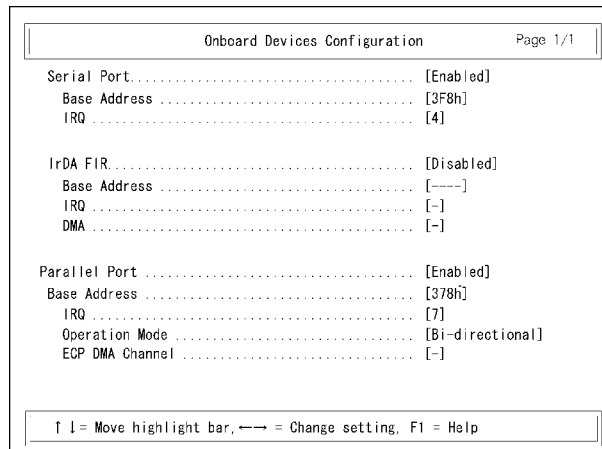 Onboard Devices Configuration Page 1/1
Serial Port.................................... [Enabled]
Base Address .................................. [3F8h]
IRQ ........................................... [4]
IrDA FIR....................................... [Disabled]
Base Address .................................. [----]
IRQ ........................................... [-]
DMA ........................................... [-]
Parallel Port ................................. [Enabled]
Base Address .................................. [378h]
IRQ ........................................... [7]
Operation Mode ................................ [Bi-directional]
ECP DMA Channel ............................... [-]
↑ ↓= Move highlight bar, ←→ = Change setting, F1 = Help